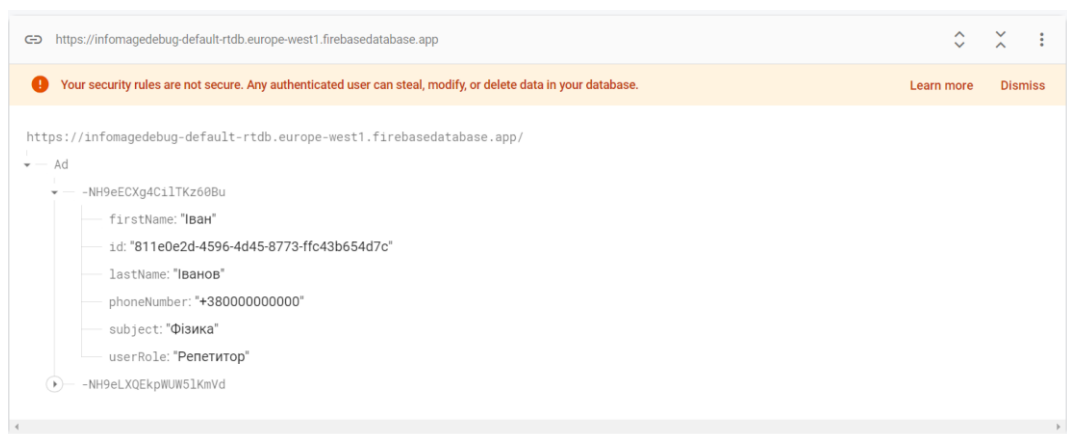 https://infomagedebug-default-rtdb.europe-west1.firebasedatabase.app
Your security rules are not secure. Any authenticated user can steal, modify, or delete data in your database. Learn more Dismiss
https://infomagedebug-default-rtdb.europe-west1.firebasedatabase.app/
Ad
-NH9eECXg4CilTKz60Bu
firstName: "Іван"
id: "811e0e2d-4596-4d45-8773-ffc43b654d7c"
lastName: "Іванов"
phoneNumber: "+380000000000"
subject: "Фізика"
userRole: "Репетитор"
-NH9eLXQEkpWUW5lKmVd